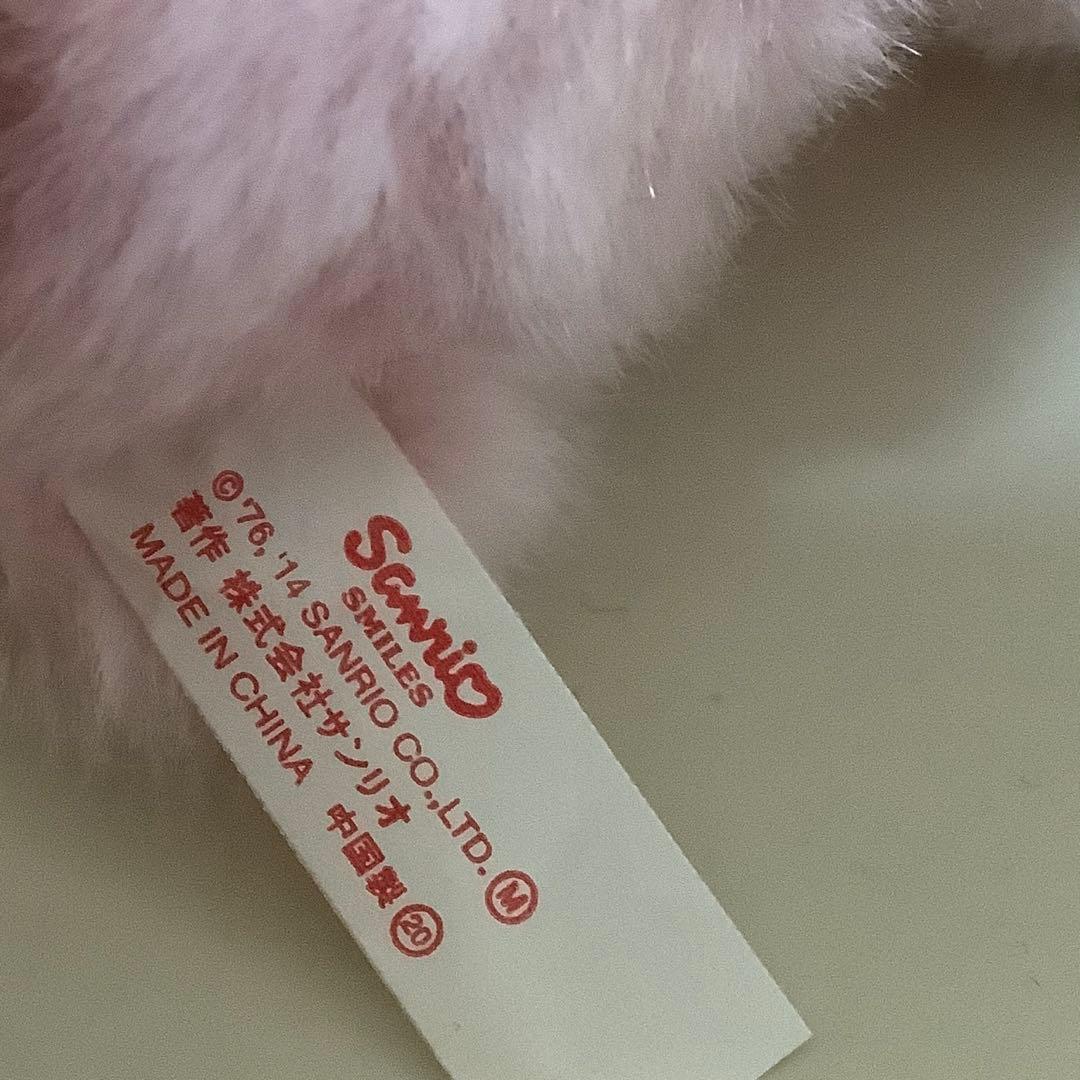 Sanrio
SMILES
© '76, '14 SANRIO CO.,LTD. Ⓜ
著作 株式会社サンリオ
MADE IN CHINA 中国製 ⑳